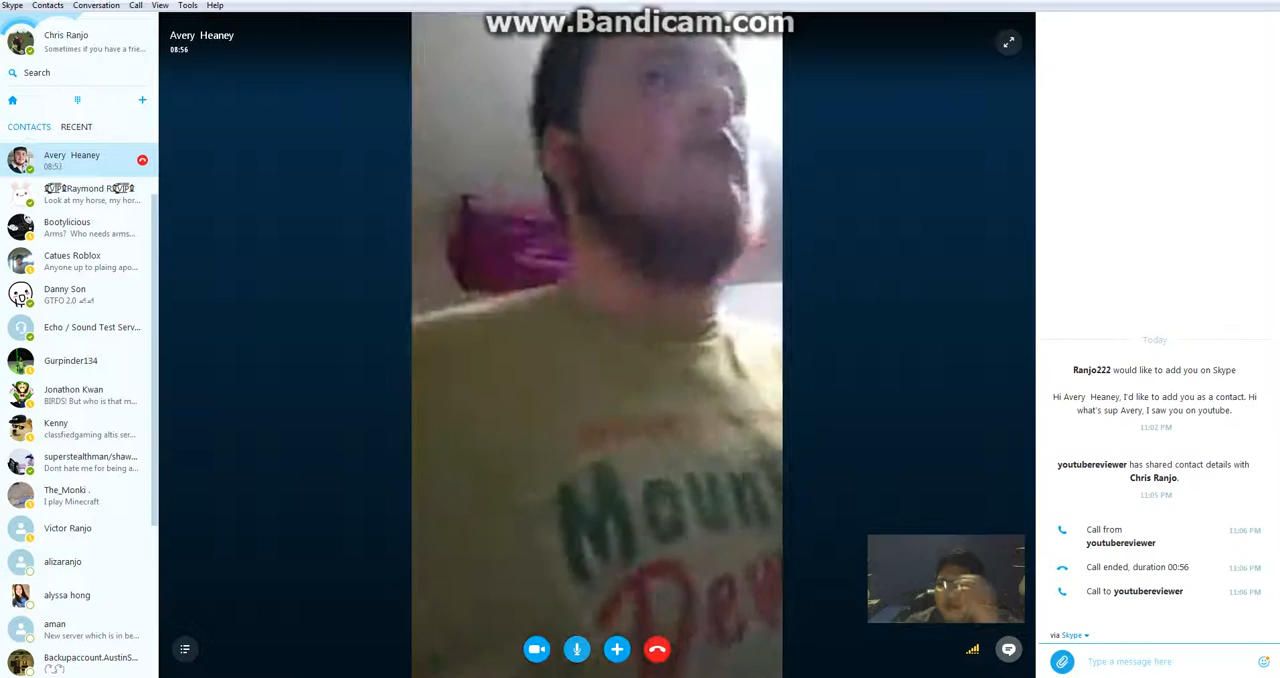 Skype Contacts Conversation Call View Tools Help
www.Bandicam.com
Chris Ranjo
Sometimes if you have a frie...
Search
CONTACTS RECENT
Avery Heaney
08:53
Raymond R
Look at my horse, my hor...
Bootylicious
Arms? Who needs arms...
Catues Roblox
Anyone up to plaing apo...
Danny Son
GTFO 2.0
Echo / Sound Test Serv...
Gurpinder134
Jonathon Kwan
BIRDS! But who is that m...
Kenny
classfiedgaming altis ser...
superstealthman/shaw...
Dont hate me for being a...
The_Monki .
I play Minecraft
Victor Ranjo
alizaranjo
alyssa hong
aman
New server which is in be...
Backupaccount.AustinS...
Avery Heaney
08:56
Mount
Dew
Today
Ranjo222 would like to add you on Skype
Hi Avery Heaney, I'd like to add you as a contact. Hi
what's sup Avery, I saw you on youtube.
11:02 PM
youtubereviewer has shared contact details with
Chris Ranjo.
11:05 PM
Call from 11:06 PM
youtubereviewer
Call ended, duration 00:56 11:06 PM
Call to youtubereviewer 11:06 PM
via Skype
Type a message here